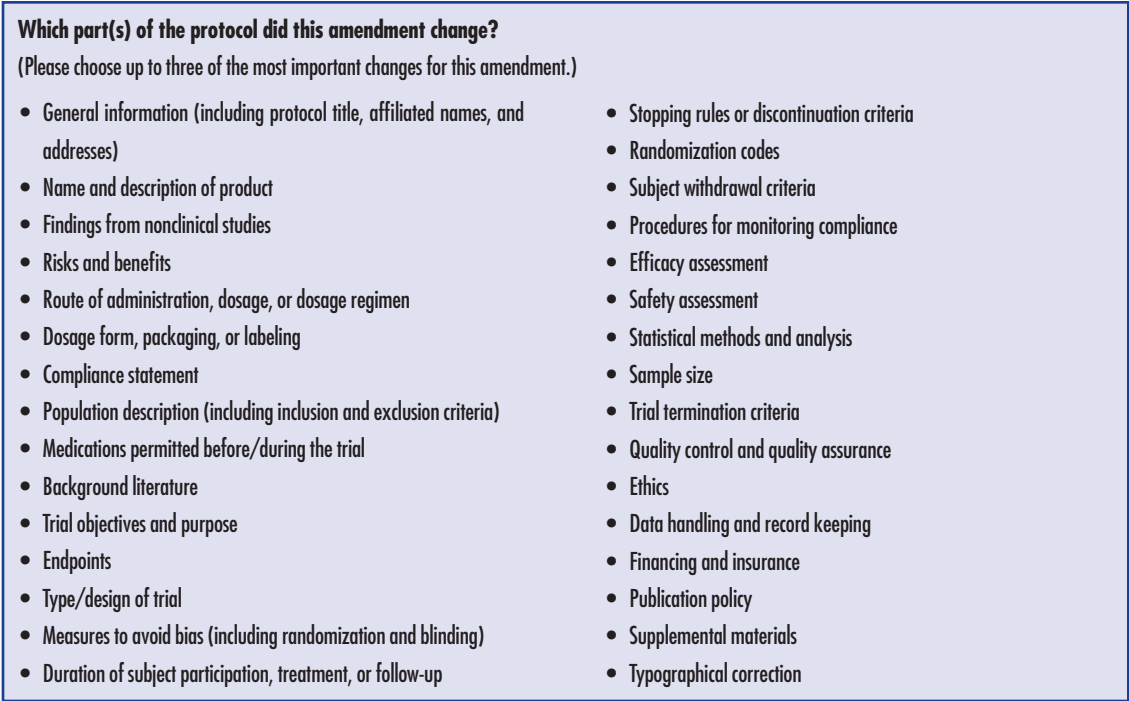 Which part(s) of the protocol did this amendment change?
(Please choose up to three of the most important changes for this amendment.)
• General information (including protocol title, affiliated names, and
addresses)
• Name and description of product
• Findings from nonclinical studies
• Risks and benefits
• Route of administration, dosage, or dosage regimen
• Dosage form, packaging, or labeling
• Compliance statement
• Population description (including inclusion and exclusion criteria)
• Medications permitted before/during the trial
• Background literature
• Trial objectives and purpose
• Endpoints
• Type/design of trial
• Measures to avoid bias (including randomization and blinding)
• Duration of subject participation, treatment, or follow-up
• Stopping rules or discontinuation criteria
• Randomization codes
• Subject withdrawal criteria
• Procedures for monitoring compliance
• Efficacy assessment
• Safety assessment
• Statistical methods and analysis
• Sample size
• Trial termination criteria
• Quality control and quality assurance
• Ethics
• Data handling and record keeping
• Financing and insurance
• Publication policy
• Supplemental materials
• Typographical correction